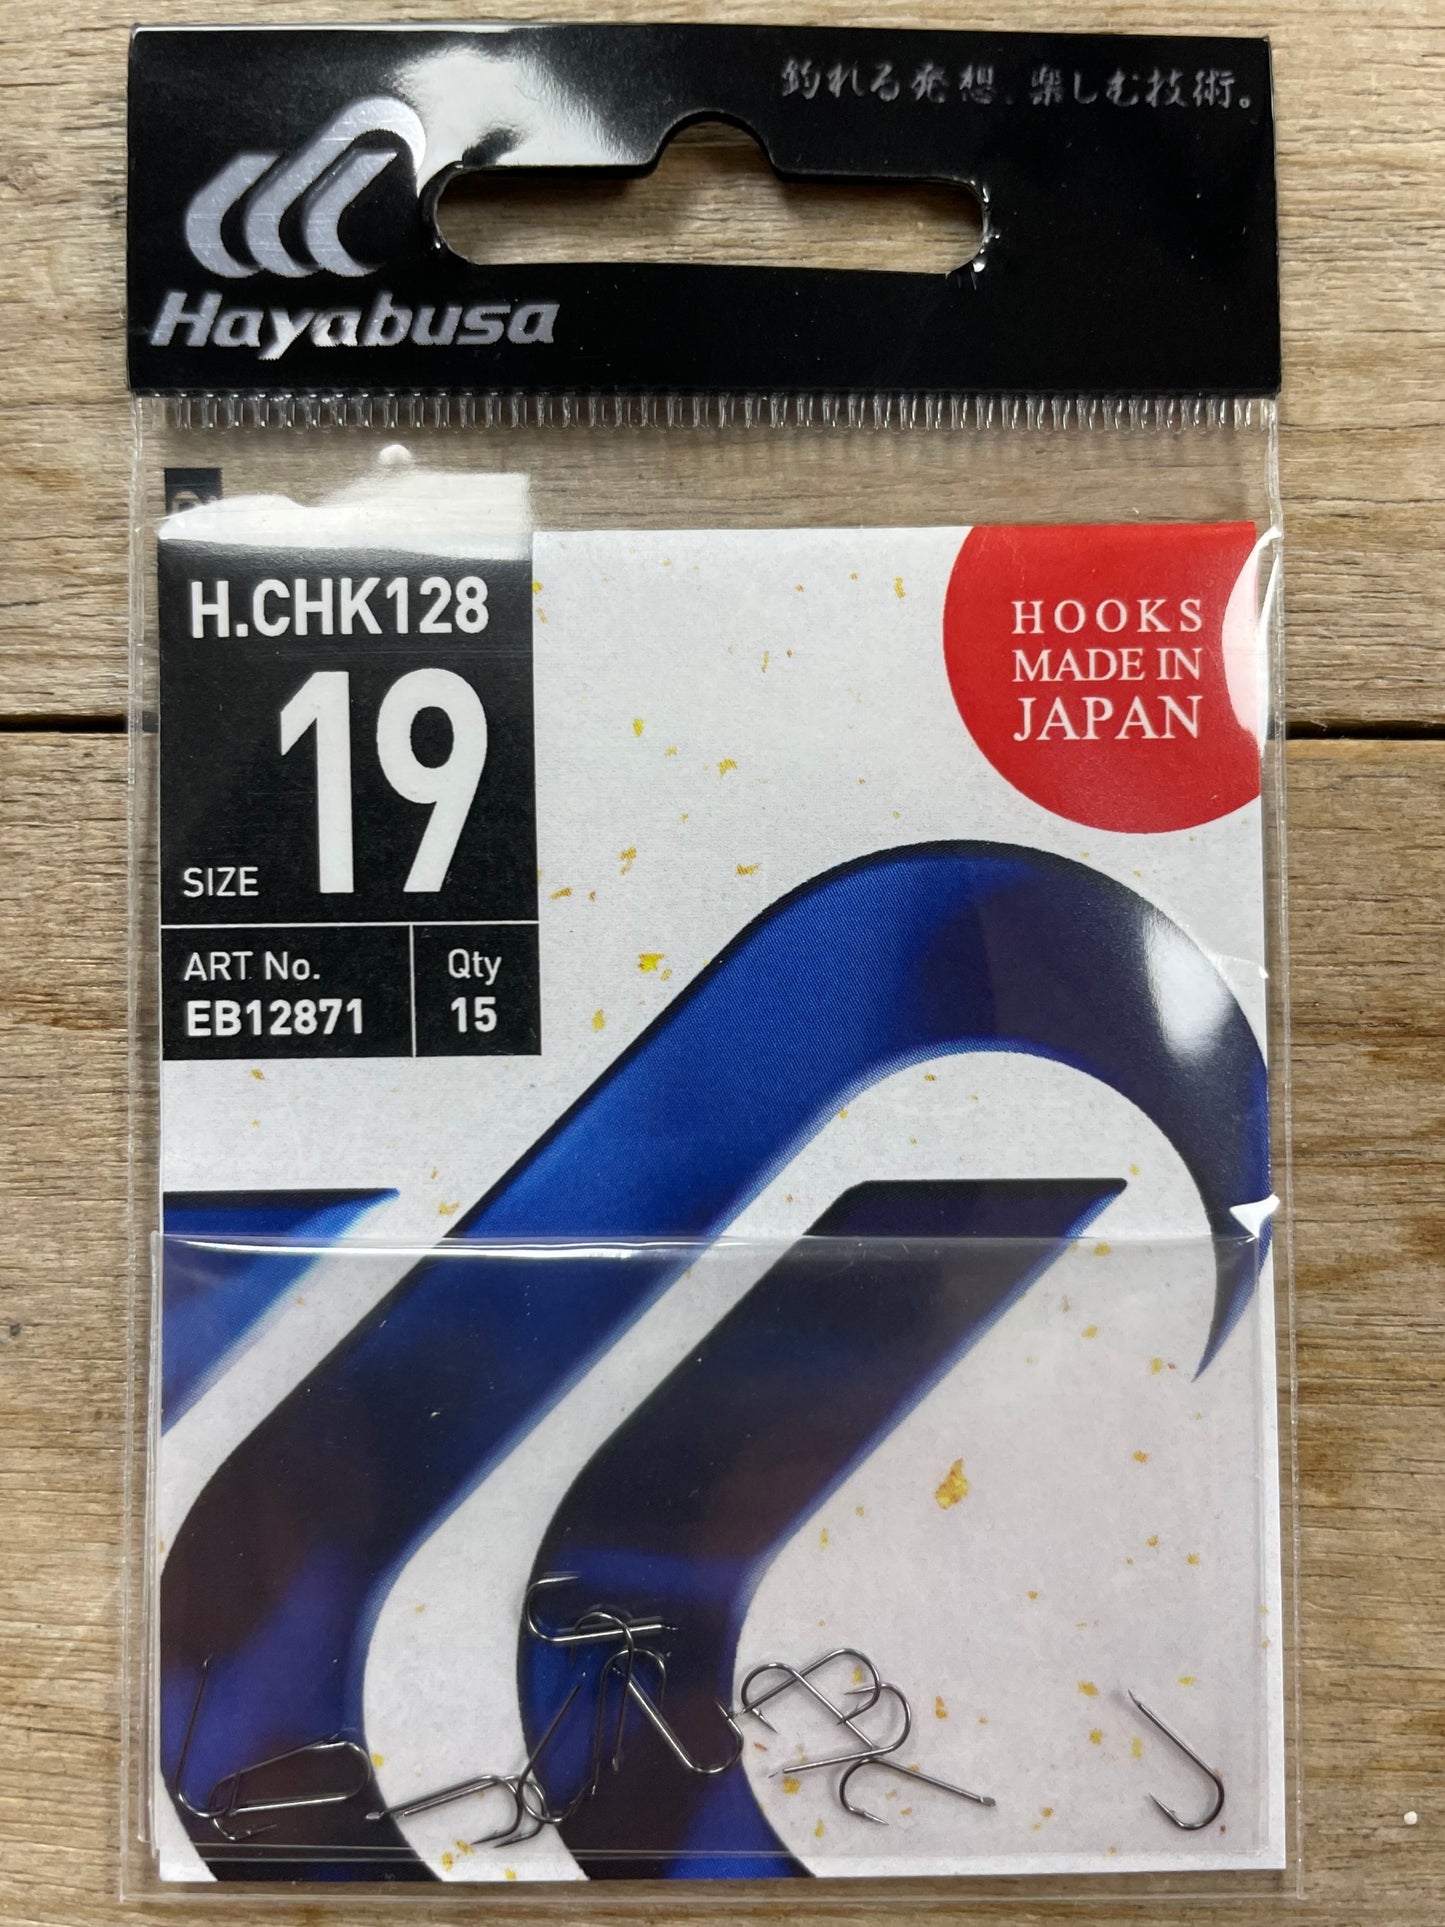 釣れる発想、楽しむ技術。
Hayabusa
H.CHK128
SIZE 19
ART No.
EB12871
Qty
15
HOOKS
MADE IN
JAPAN